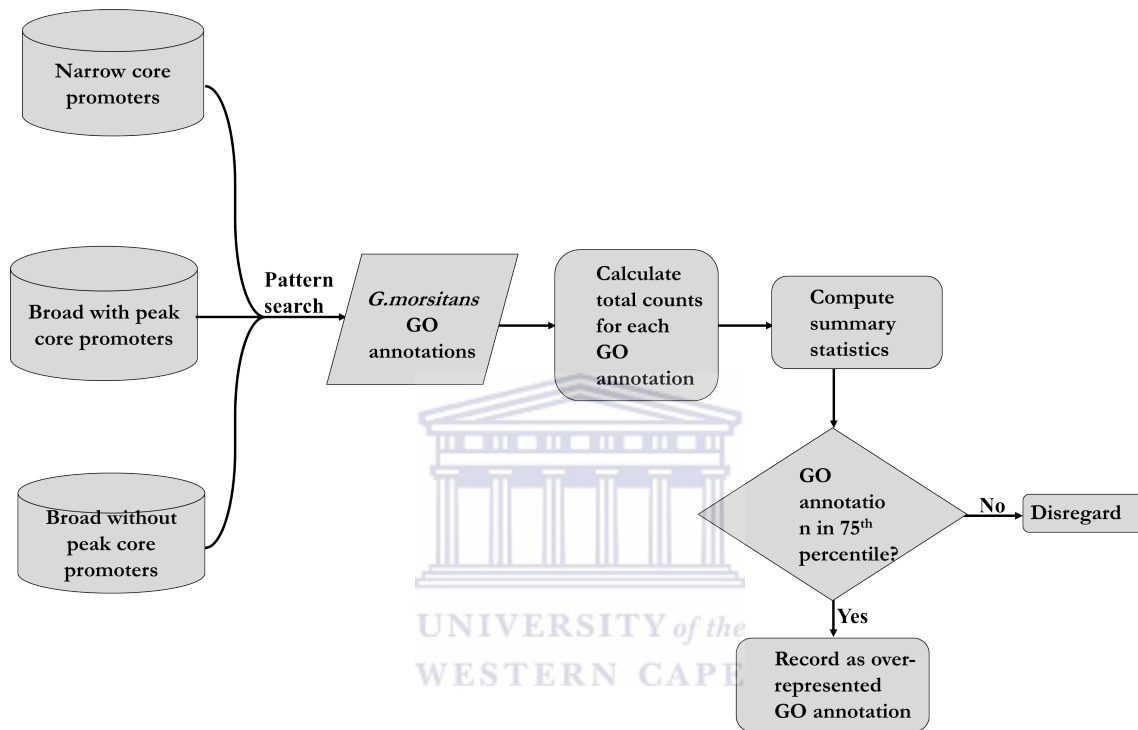 Narrow core
promoters
Broad with peak
core promoters
Broad without
peak core
promoters
Pattern
search
G.morsitans
GO
annotations
Calculate
total counts
for each
GO
annotation
Compute
summary
statistics
GO
annotatio
n in 75th
percentile?
No
Disregard
Yes
Record as over-
represented
GO annotation
UNIVERSITY of the
WESTERN CAPE